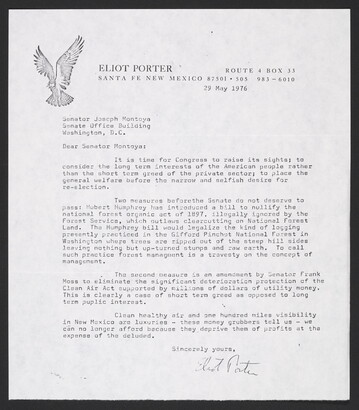 ELIOT PORTER
ROUTE 4 BOX 33
SANTA FE NEW MEXICO 87501 • 505 983-6010
29 May 1976
Senator Joseph Montoya
Senate Office Building
Washington, D.C.
Dear Senator Montoya:
It is time for Congress to raise its sights; to
consider the long term interests of the American people rather
than the short term greed of the private sector; to place the
general welfare before the narrow and selfish desire for
re-election.
Two measures before the Senate do not deserve to
pass: Hubert Humphrey has introduced a bill to nullify the
national forest organic act of 1897, illegally ignored by the
Forest Service, which outlaws clearcutting on National Forest
Land. The Humphrey bill would legalize the kind of logging
presently practiced in the Gifford Pinchot National Forest in
Washington where trees are ripped out of the steep hill sides
leaving nothing but up-turned stumps and raw earth. To call
such practice forest management is a travesty on the concept of
management.
The second measure is an amendment by Senator Frank
Moss to eliminate the significant deterioration protection of the
Clean Air Act supported by millions of dollars of utility money.
This is clearly a case of short term greed as opposed to long
term public interest.
Clean healthy air and one hundred miles visibility
in New Mexico are luxuries - these money grubbers tell us - we
can no longer afford because they deprive them of profits at the
expense of the deluded.
Sincerely yours,
Eliot Porter